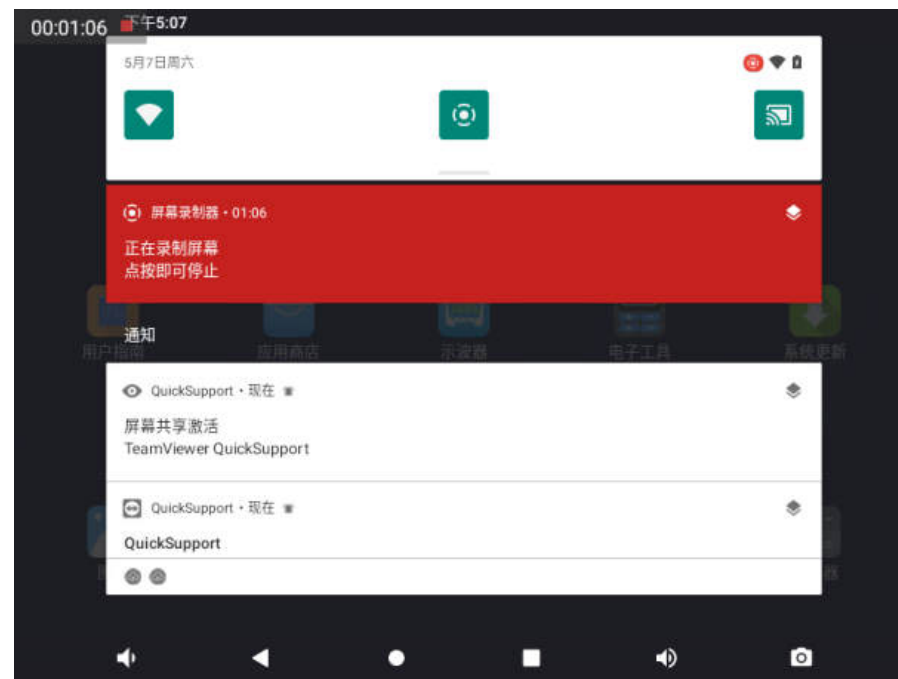 00:01:06
下午5:07
5月7日周六
屏幕录制器 • 01:06
正在录制屏幕
点按即可停止
用户指南 应用商店 示波器 电子工具 系统更新
通知
QuickSupport • 现在
屏幕共享激活
TeamViewer QuickSupport
QuickSupport • 现在
QuickSupport